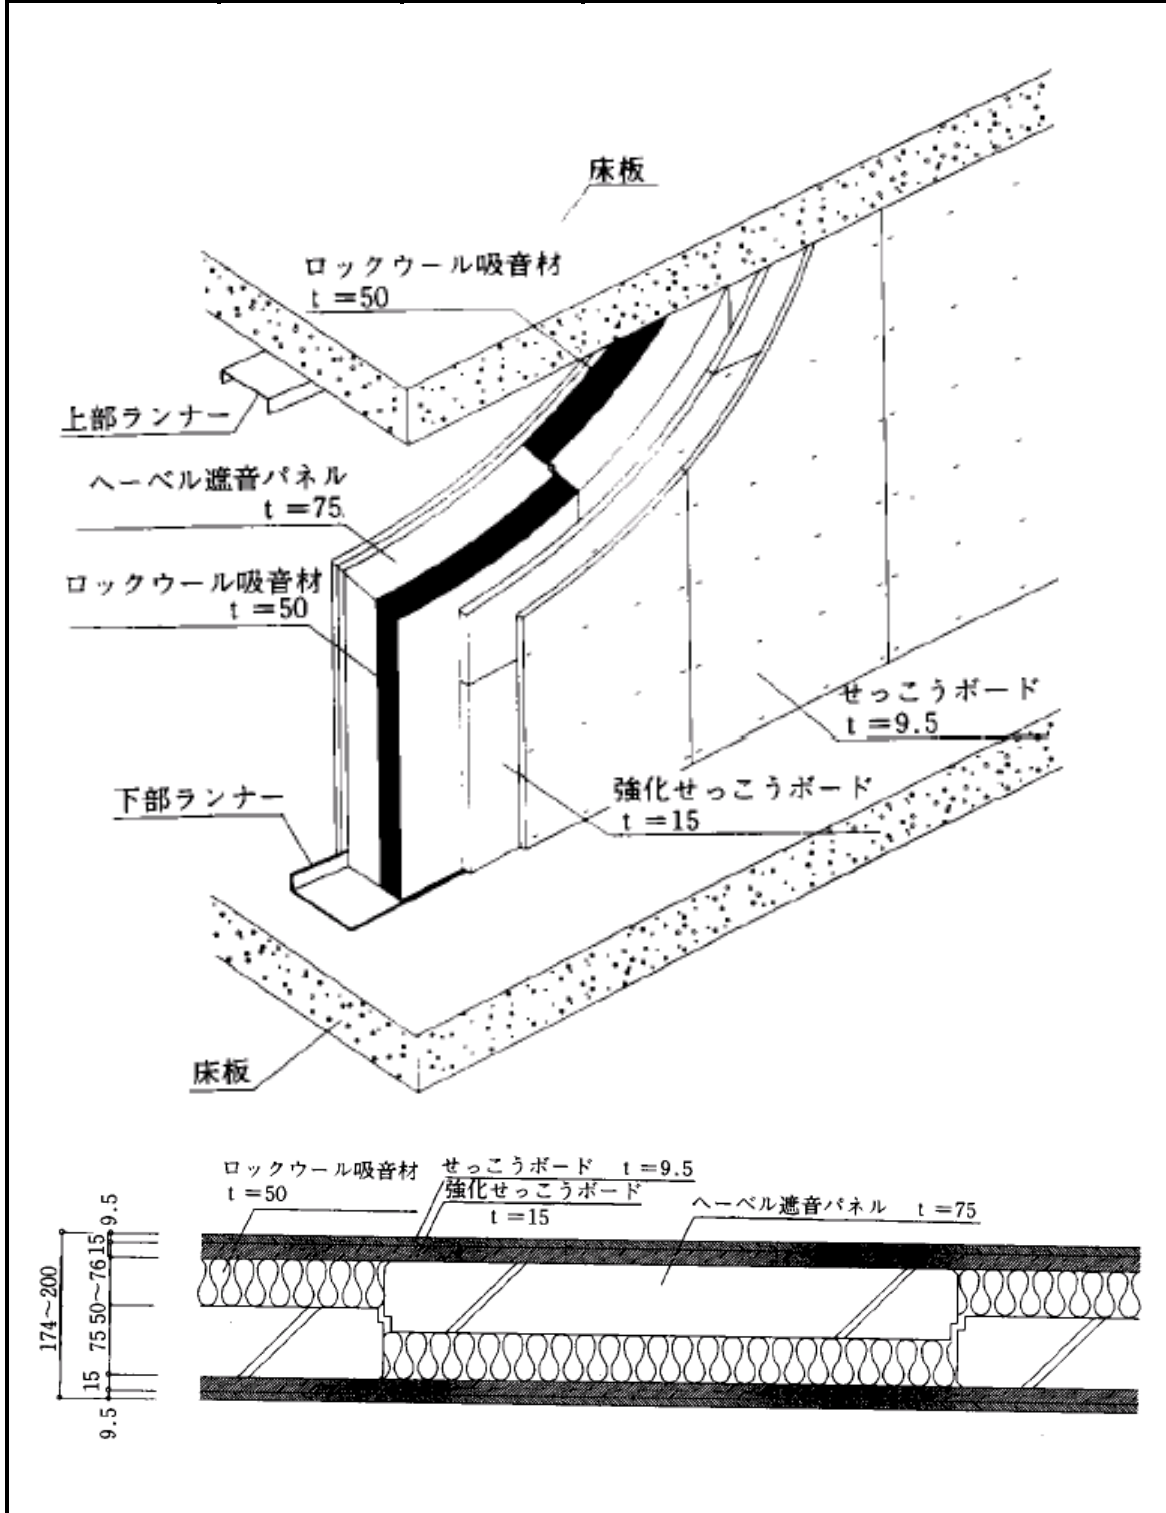 床板
ロックウール吸音材
t=50
上部ランナー
ヘーベル遮音パネル
t=75
ロックウール吸音材
t=50
せっこうボード
t=9.5
強化せっこうボード
t=15
下部ランナー
床板
ロックウール吸音材
t=50
せっこうボード t=9.5
強化せっこうボード
t=15
ヘーベル遮音パネル t=75
9.5
15
50~76
75
15
9.5
174~200